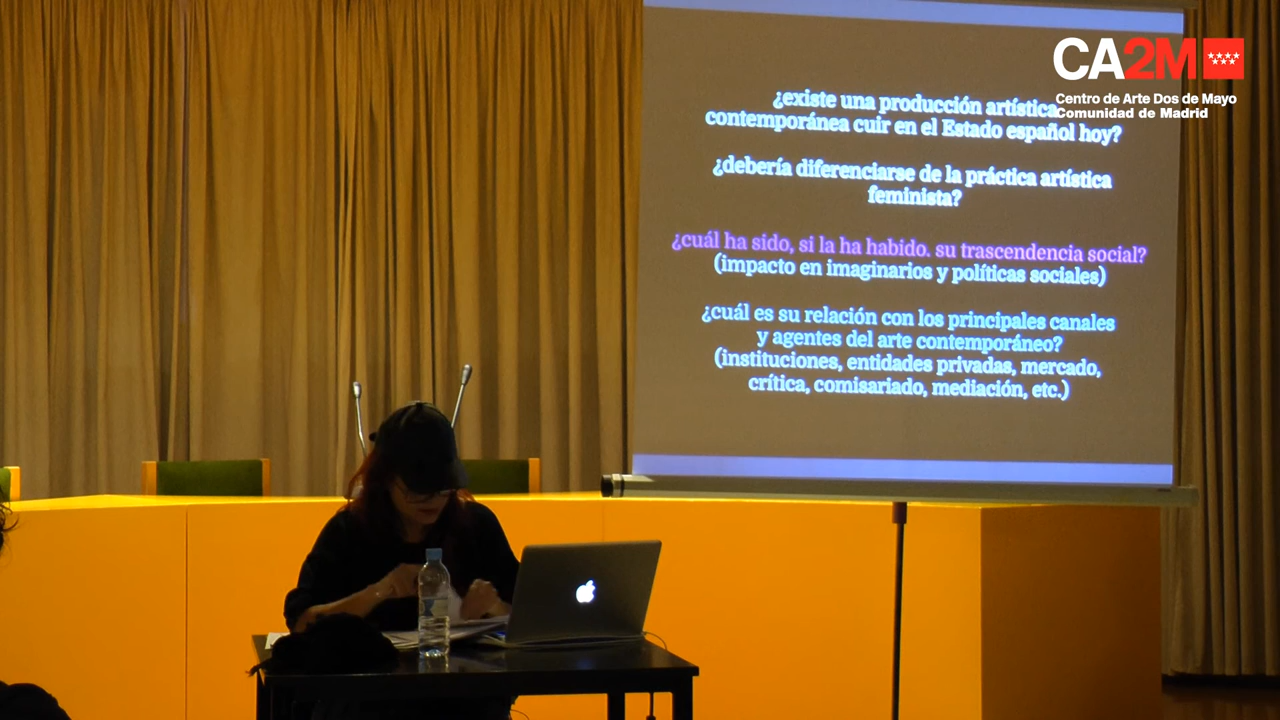 CA2M
Centro de Arte Dos de Mayo
Comunidad de Madrid
¿existe una producción artística
contemporánea cuir en el Estado español hoy?
¿debería diferenciarse de la práctica artística
feminista?
¿cuál ha sido, si la ha habido. su trascendencia social?
(impacto en imaginarios y políticas sociales)
¿cuál es su relación con los principales canales
y agentes del arte contemporáneo?
(instituciones, entidades privadas, mercado,
crítica, comisariado, mediación, etc.)